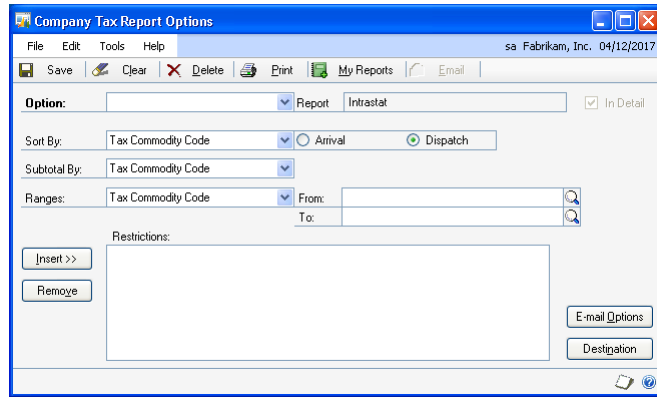 Company Tax Report Options
File Edit Tools Help sa Fabrikam, Inc. 04/12/2017
Save Clear Delete Print My Reports Email
Option: Report Intrastat In Detail
Sort By: Tax Commodity Code Arrival Dispatch
Subtotal By: Tax Commodity Code
Ranges: Tax Commodity Code From:
To:
Restrictions:
Insert >>
Remove
E-mail Options
Destination